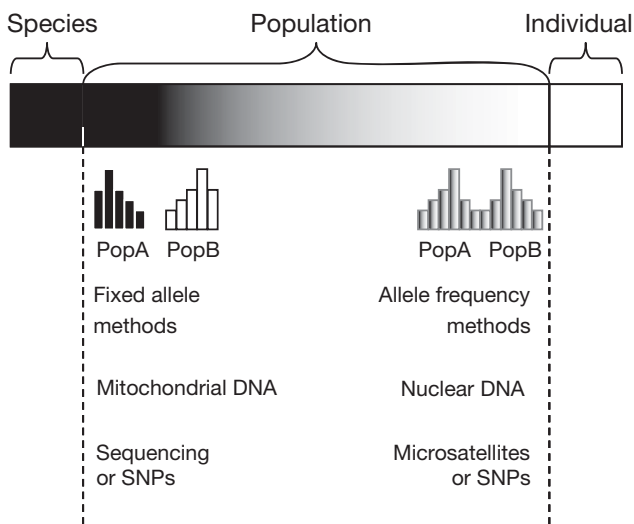 Species Population Individual
PopA PopB PopA PopB
Fixed allele
methods
Allele frequency
methods
Mitochondrial DNA Nuclear DNA
Sequencing
or SNPs
Microsatellites
or SNPs